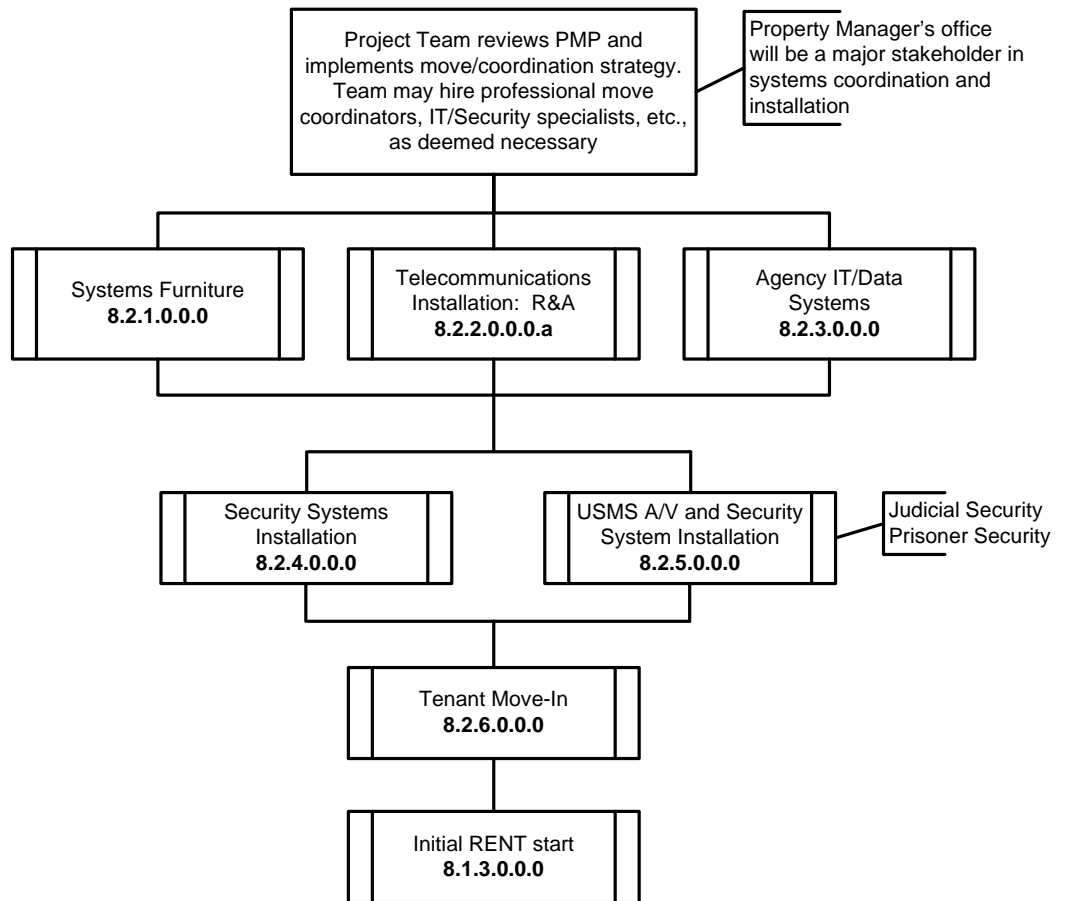 Project Team reviews PMP and
implements move/coordination strategy.
Team may hire professional move
coordinators, IT/Security specialists, etc.,
as deemed necessary
Property Manager's office
will be a major stakeholder in
systems coordination and
installation
Systems Furniture
8.2.1.0.0.0
Telecommunications
Installation: R&A
8.2.2.0.0.0.a
Agency IT/Data
Systems
8.2.3.0.0.0
Security Systems
Installation
8.2.4.0.0.0
USMS A/V and Security
System Installation
8.2.5.0.0.0
Judicial Security
Prisoner Security
Tenant Move-In
8.2.6.0.0.0
Initial RENT start
8.1.3.0.0.0